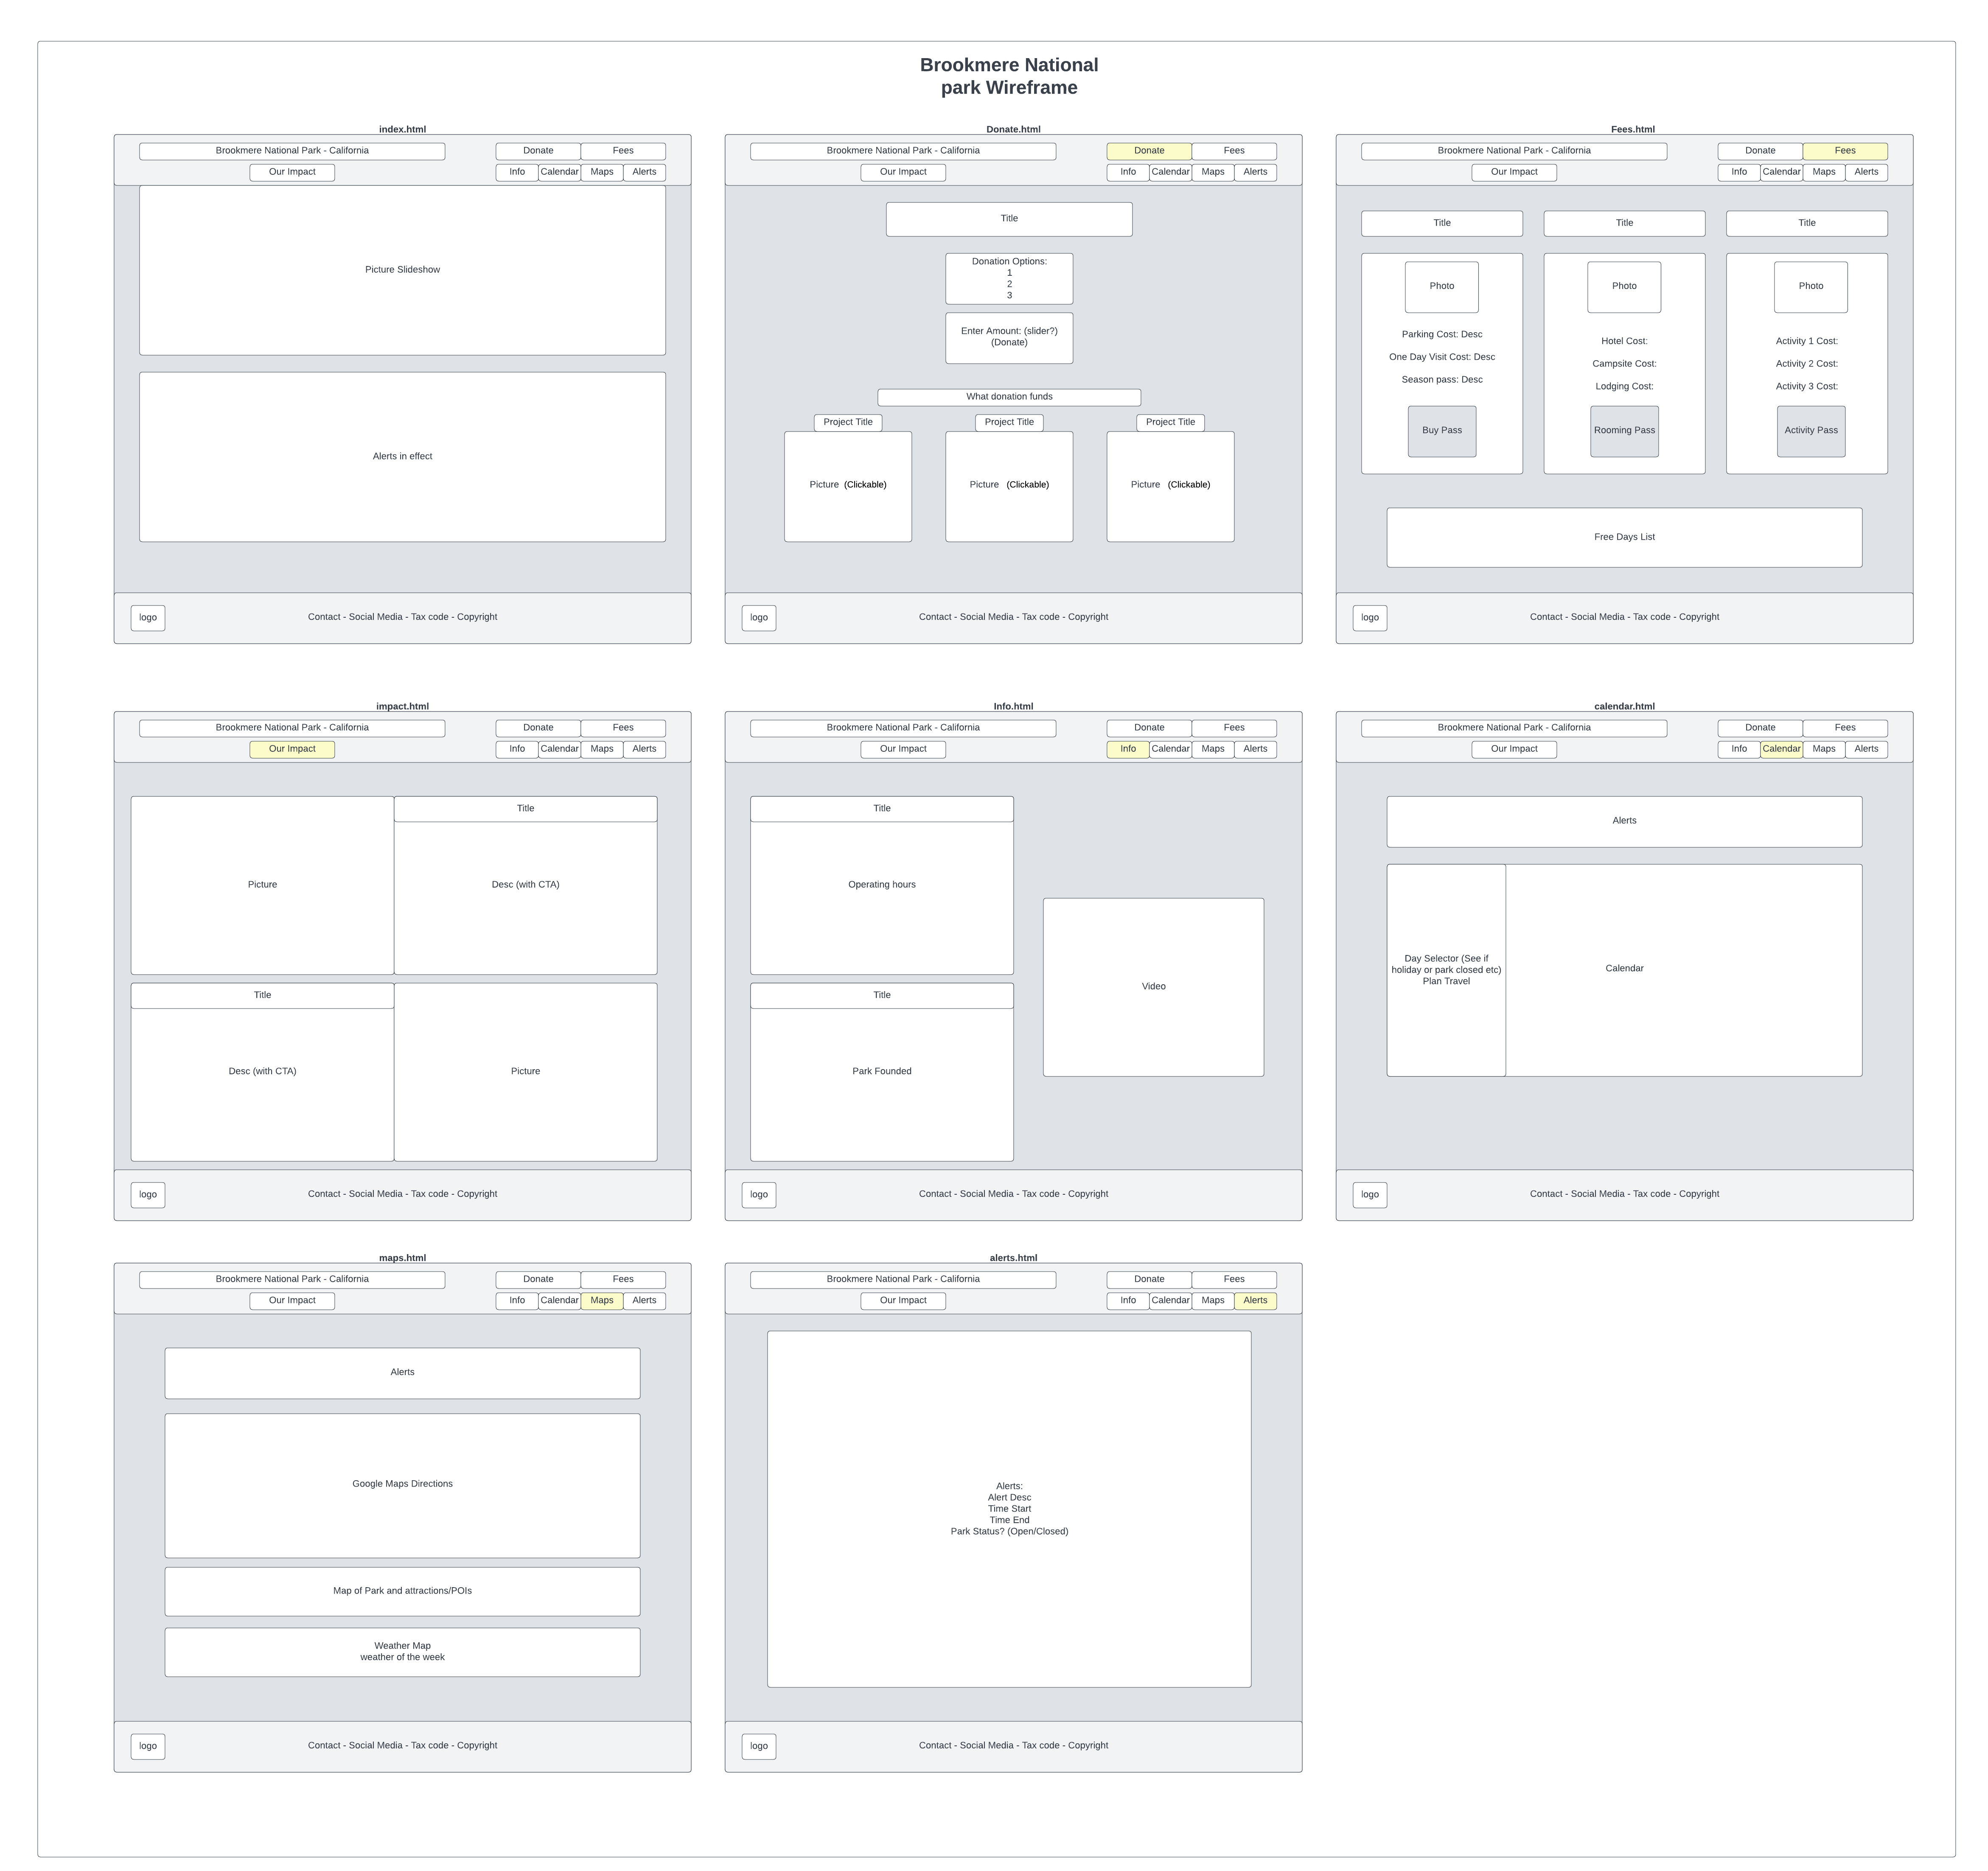 Brookmere National
park Wireframe
index.html
Brookmere National Park - California
Donate
Fees
Our Impact
Info
Calendar
Maps
Alerts
Picture Slideshow
Alerts in effect
logo
Contact - Social Media - Tax code - Copyright
Donate.html
Brookmere National Park - California
Donate
Fees
Our Impact
Info
Calendar
Maps
Alerts
Title
Donation Options:
1
2
3
Enter Amount: (slider?)
(Donate)
What donation funds
Project Title
Project Title
Project Title
Picture (Clickable)
Picture (Clickable)
Picture (Clickable)
logo
Contact - Social Media - Tax code - Copyright
Fees.html
Brookmere National Park - California
Donate
Fees
Our Impact
Info
Calendar
Maps
Alerts
Title
Title
Title
Photo
Parking Cost: Desc
One Day Visit Cost: Desc
Season pass: Desc
Buy Pass
Photo
Hotel Cost:
Campsite Cost:
Lodging Cost:
Rooming Pass
Photo
Activity 1 Cost:
Activity 2 Cost:
Activity 3 Cost:
Activity Pass
Free Days List
logo
Contact - Social Media - Tax code - Copyright
impact.html
Brookmere National Park - California
Donate
Fees
Our Impact
Info
Calendar
Maps
Alerts
Picture
Title
Desc (with CTA)
Title
Desc (with CTA)
Picture
logo
Contact - Social Media - Tax code - Copyright
Info.html
Brookmere National Park - California
Donate
Fees
Our Impact
Info
Calendar
Maps
Alerts
Title
Operating hours
Title
Park Founded
Video
logo
Contact - Social Media - Tax code - Copyright
calendar.html
Brookmere National Park - California
Donate
Fees
Our Impact
Info
Calendar
Maps
Alerts
Alerts
Day Selector (See if
holiday or park closed etc)
Plan Travel
Calendar
logo
Contact - Social Media - Tax code - Copyright
maps.html
Brookmere National Park - California
Donate
Fees
Our Impact
Info
Calendar
Maps
Alerts
Alerts
Google Maps Directions
Map of Park and attractions/POIs
Weather Map
weather of the week
logo
Contact - Social Media - Tax code - Copyright
alerts.html
Brookmere National Park - California
Donate
Fees
Our Impact
Info
Calendar
Maps
Alerts
Alerts:
Alert Desc
Time Start
Time End
Park Status? (Open/Closed)
logo
Contact - Social Media - Tax code - Copyright